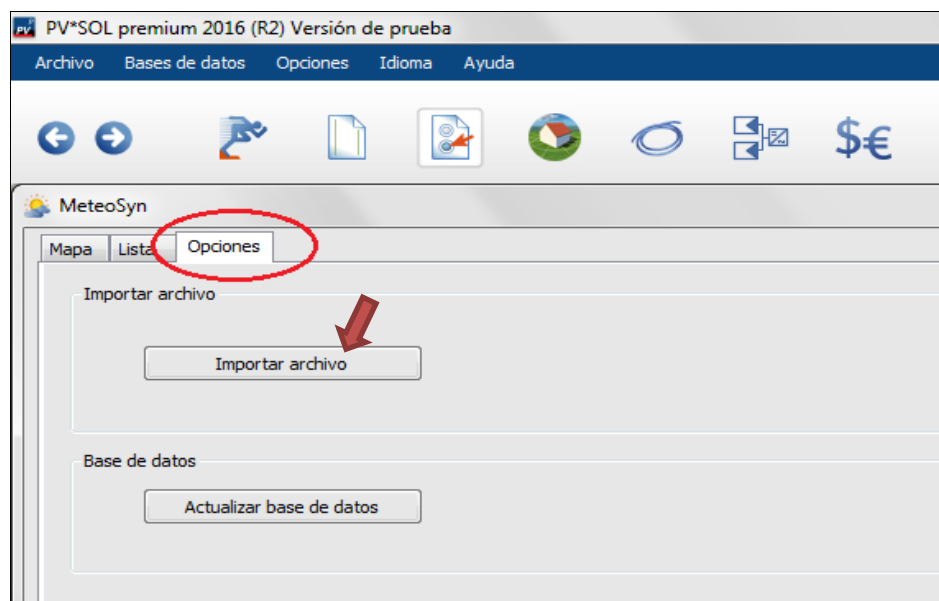 PV PV*SOL premium 2016 (R2) Versión de prueba
Archivo Bases de datos Opciones Idioma Ayuda
$€
MeteoSyn
Mapa Lista Opciones
Importar archivo
Importar archivo
Base de datos
Actualizar base de datos